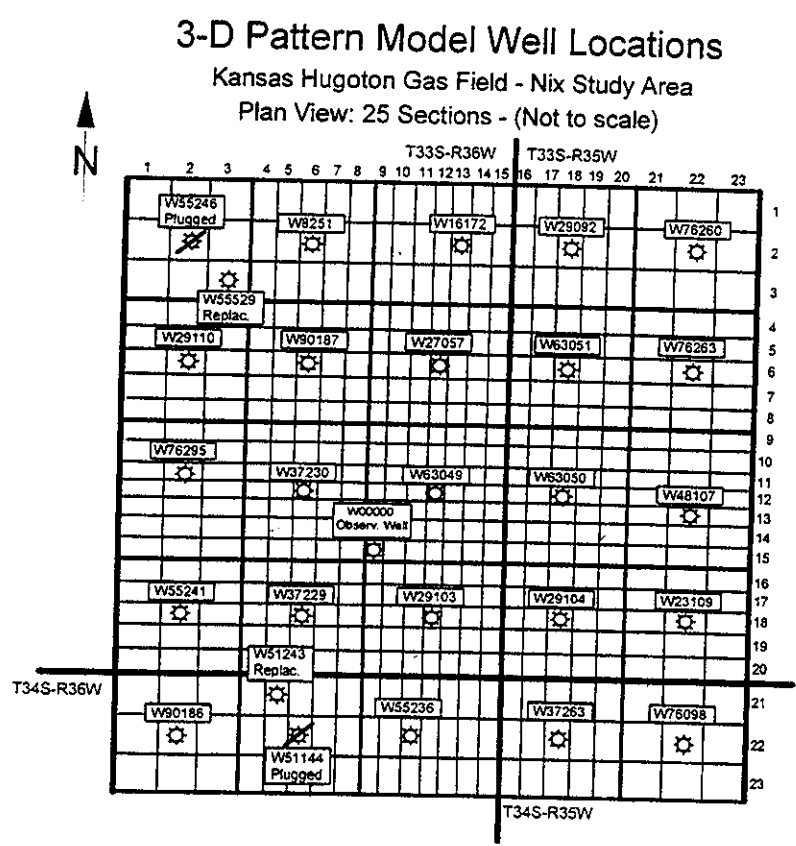 3-D Pattern Model Well Locations
Kansas Hugoton Gas Field - Nix Study Area
Plan View: 25 Sections - (Not to scale)
N
T33S-R36W T33S-R35W
1 2 3 4 5 6 7 8 9 10 11 12 13 14 15 16 17 18 19 20 21 22 23
1
W55246
Plugged
W8251
W16172
W29092
W76260
2
3
W55529
Replac.
4
W29110
W90187
W27057
W63051
W76263
5
6
7
8
9
W76295
10
W37230
W63049
W63050
11
W48107
12
W00000
Observ. Well
13
14
15
16
W55241
W37229
W29103
W29104
W23109
17
18
19
W51243
Replac.
20
T34S-R36W
21
W90186
W55236
W37263
W76098
22
W51144
Plugged
23
T34S-R35W